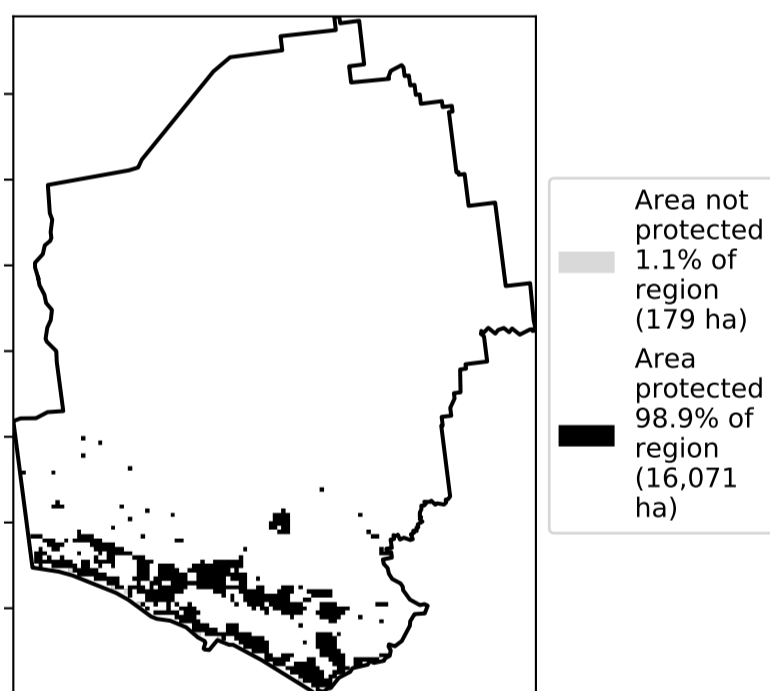 Area not
protected
1.1% of
region
(179 ha)
Area
protected
98.9% of
region
(16,071
ha)